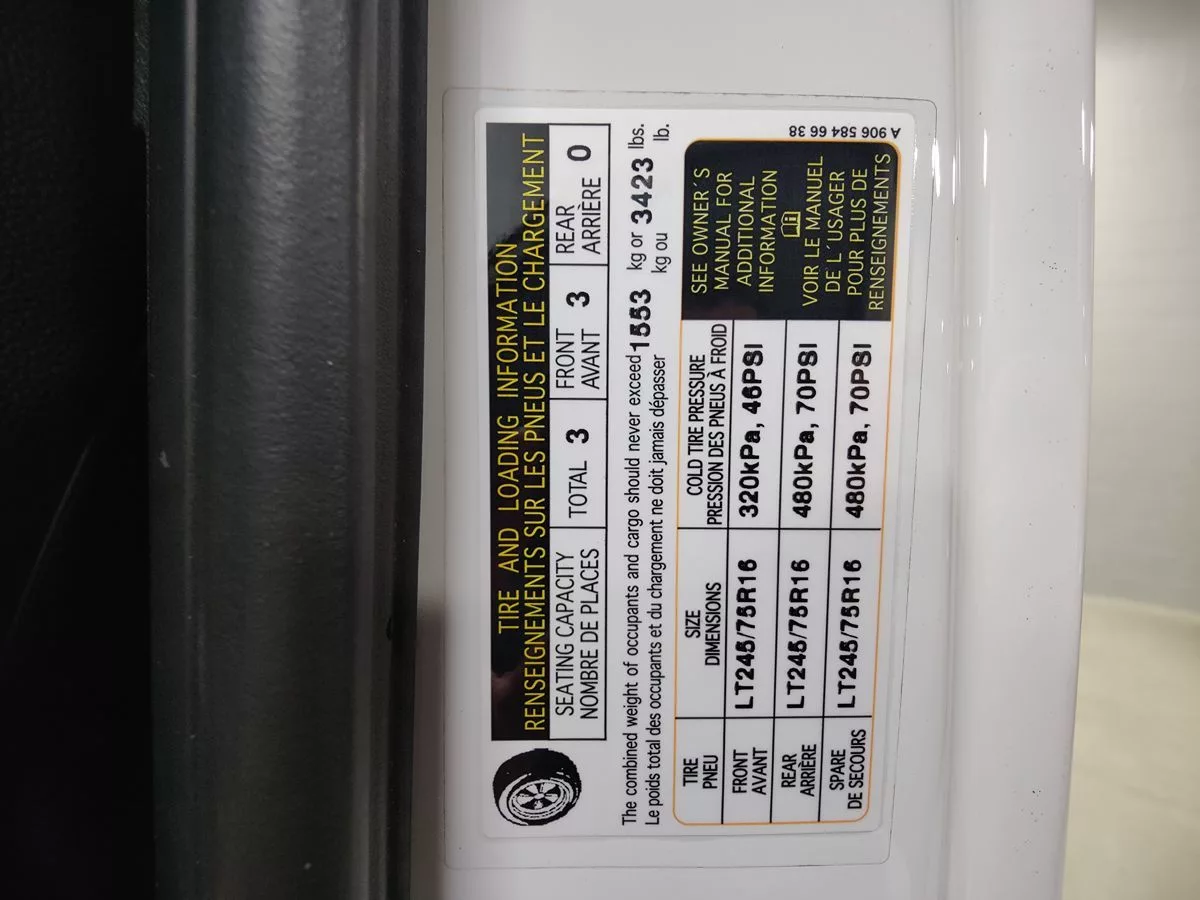 TIRE AND LOADING INFORMATION
RENSEIGNEMENTS SUR LES PNEUS ET LE CHARGEMENT
SEATING CAPACITY
NOMBRE DE PLACES
TOTAL 3
FRONT
AVANT 3
REAR
ARRIÈRE 0
The combined weight of occupants and cargo should never exceed 1553 kg or 3423 lbs.
Le poids total des occupants et du chargement ne doit jamais dépasser kg ou lb.
TIRE
PNEU
SIZE
DIMENSIONS
COLD TIRE PRESSURE
PRESSION DES PNEUS À FROID
FRONT
AVANT
LT245/75R16
320kPa, 46PSI
REAR
ARRIÈRE
LT245/75R16
480kPa, 70PSI
SPARE
DE SECOURS
LT245/75R16
480kPa, 70PSI
SEE OWNER´S
MANUAL FOR
ADDITIONAL
INFORMATION
VOIR LE MANUEL
DE L´USAGER
POUR PLUS DE
RENSEIGNEMENTS
A 906 584 66 38